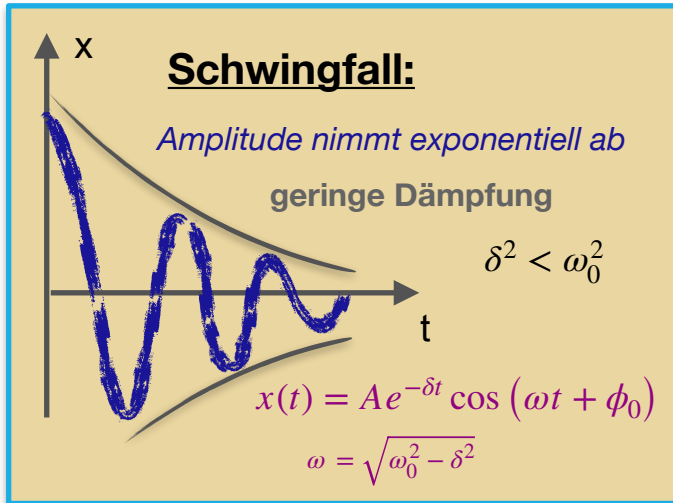 x
Schwingfall:
Amplitude nimmt exponentiell ab
geringe Dämpfung
δ² < ω₀²
t
x(t) = Ae^{-δt} cos (ωt + ϕ₀)
ω = √(ω₀² − δ²)